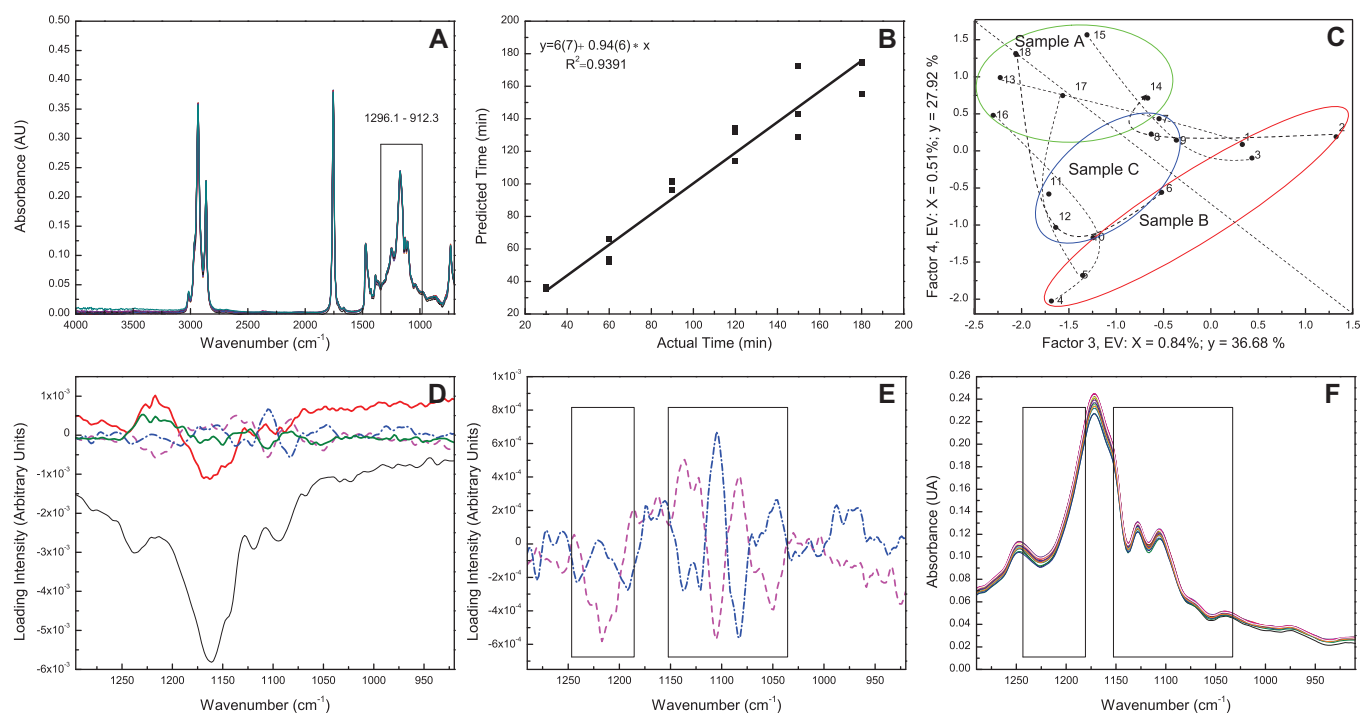 A
0.50
0.45
0.40
0.35
0.30
0.25
0.20
0.15
0.10
0.05
0.00
Absorbance (AU)
1296.1 - 912.3
4000 3500 3000 2500 2000 1500 1000
Wavenumber (cm⁻¹)
B
200
180
160
140
120
100
80
60
40
20
Predicted Time (min)
y=6(7)+ 0.94(6)* x
R²=0.9391
20 40 60 80 100 120 140 160 180 200
Actual Time (min)
C
1.5
1.0
0.5
0.0
-0.5
-1.0
-1.5
-2.0
Factor 4, EV: X = 0.51%; y = 27.92 %
Sample A
Sample C
Sample B
15
18
13
17
14
16
7
8
9
1
2
3
11
6
12
5
4
-2.5 -2.0 -1.5 -1.0 -0.5 0.0 0.5 1.0 1.5
Factor 3, EV: X = 0.84%; y = 36.68 %
D
1x10⁻³
0
-1x10⁻³
-2x10⁻³
-3x10⁻³
-4x10⁻³
-5x10⁻³
-6x10⁻³
Loading Intensity (Arbitrary Units)
1250 1200 1150 1100 1050 1000 950
Wavenumber (cm⁻¹)
E
1x10⁻³
8x10⁻⁴
6x10⁻⁴
4x10⁻⁴
2x10⁻⁴
0
-2x10⁻⁴
-4x10⁻⁴
-6x10⁻⁴
Loading Intensity (Arbitrary Units)
1250 1200 1150 1100 1050 1000 950
Wavenumber (cm⁻¹)
F
0.26
0.24
0.22
0.20
0.18
0.16
0.14
0.12
0.10
0.08
0.06
0.04
0.02
0.00
Absorbance (UA)
1250 1200 1150 1100 1050 1000 950
Wavenumber (cm⁻¹)